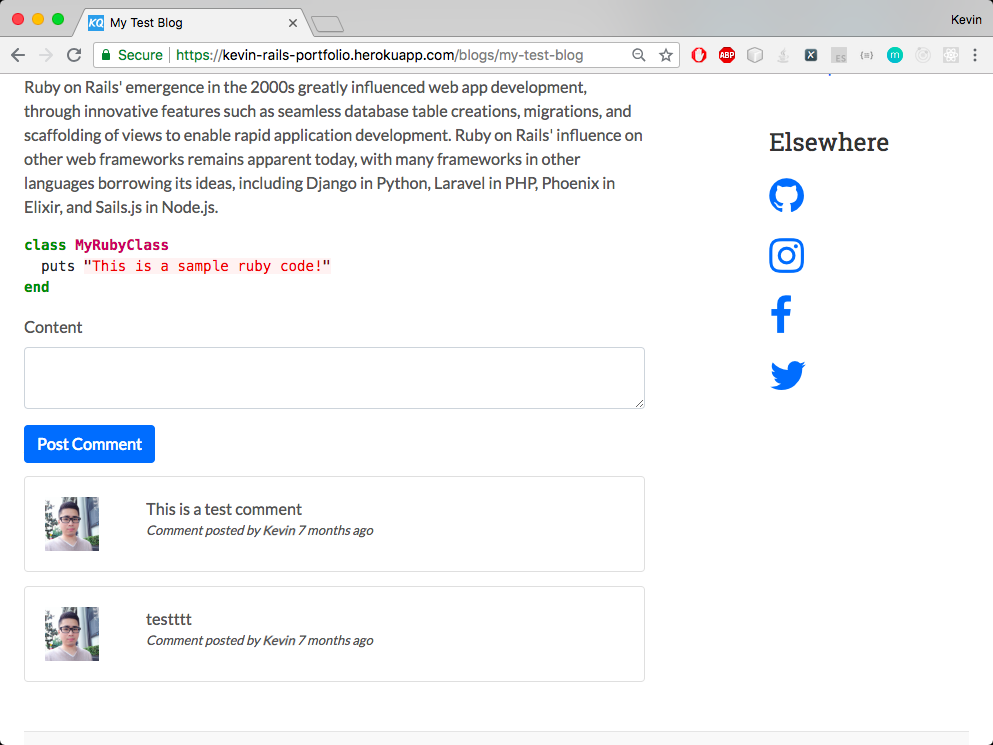 KQ My Test Blog
Kevin
Secure https://kevin-rails-portfolio.herokuapp.com/blogs/my-test-blog
ABP
X
ES
{=}
m
Ruby on Rails' emergence in the 2000s greatly influenced web app development,
through innovative features such as seamless database table creations, migrations, and
scaffolding of views to enable rapid application development. Ruby on Rails' influence on
other web frameworks remains apparent today, with many frameworks in other
languages borrowing its ideas, including Django in Python, Laravel in PHP, Phoenix in
Elixir, and Sails.js in Node.js.
class MyRubyClass
  puts "This is a sample ruby code!"
end
Content
Post Comment
This is a test comment
Comment posted by Kevin 7 months ago
testttt
Comment posted by Kevin 7 months ago
Elsewhere